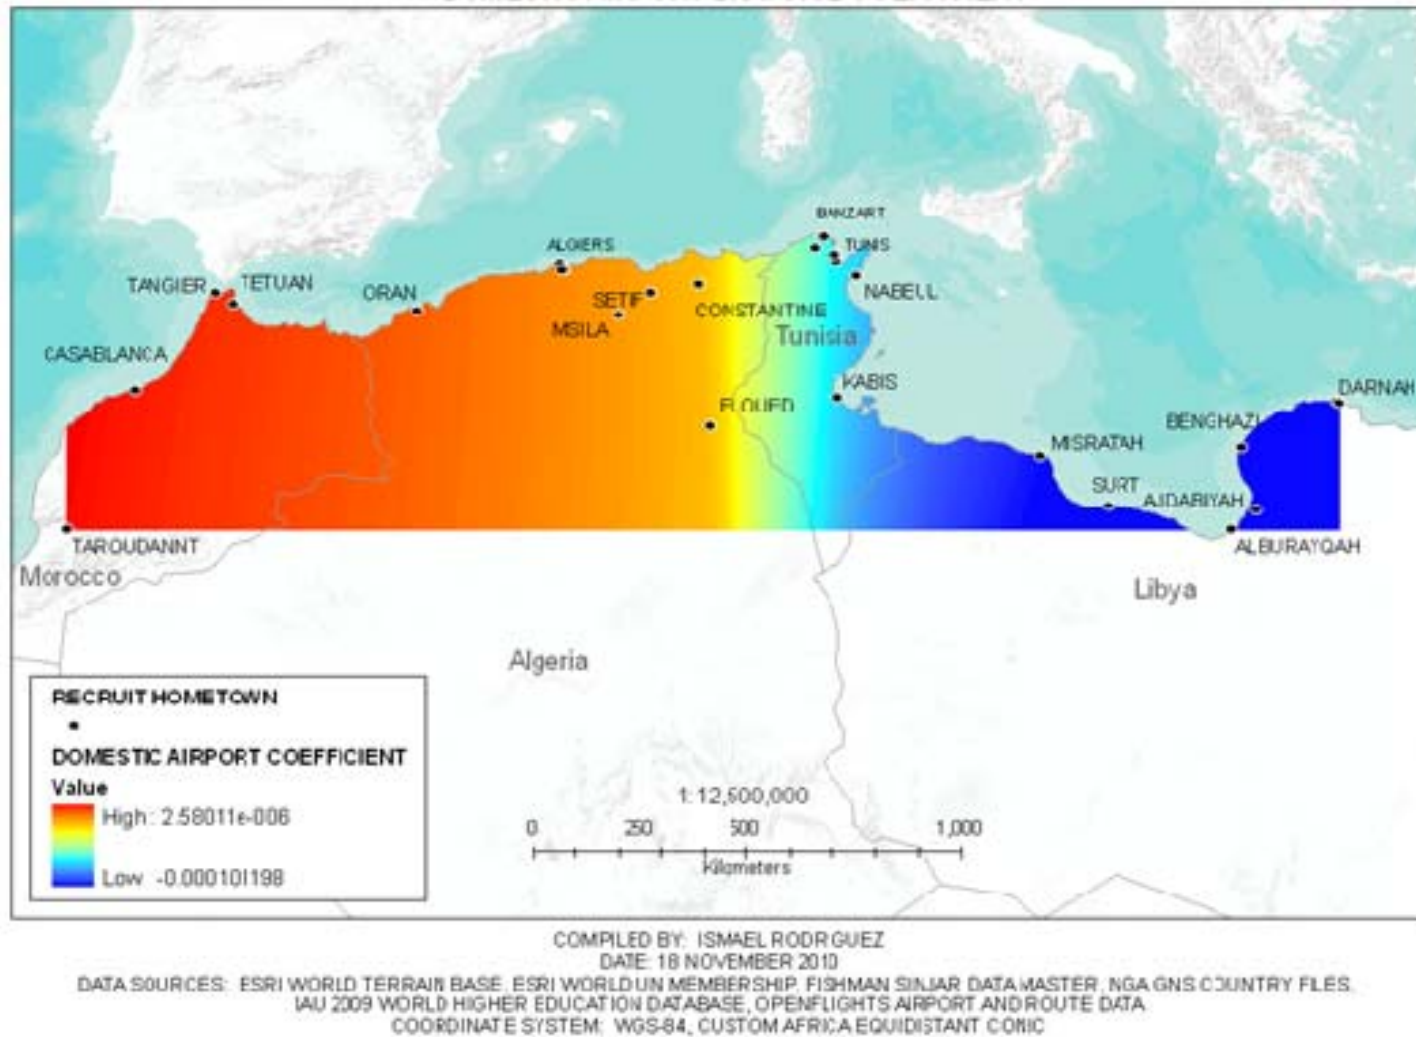 BANZART
ALGIERS
TUNIS
TANGIER
TETUAN
ORAN
SETIF
NABEUL
CONSTANTINE
MSILA
Tunisia
CASABLANCA
KABIS
DARNAH
EL OUED
BENGHAZI
MISRATAH
SURT
AJDABIYAH
TAROUDANNT
ALBURAYQAH
Morocco
Libya
Algeria
RECRUIT HOMETOWN
DOMESTIC AIRPORT COEFFICIENT
Value
High : 2.58011e-006
Low -0.000101198
1:12,500,000
0 250 500 1,000
Kilometers
COMPILED BY: ISMAEL RODRIGUEZ
DATE: 18 NOVEMBER 2010
DATA SOURCES: ESRI WORLD TERRAIN BASE, ESRI WORLD UN MEMBERSHIP, FISHMAN SINJAR DATA MASTER, NGA GNS COUNTRY FILES,
IAU 2009 WORLD HIGHER EDUCATION DATABASE, OPENFLIGHTS AIRPORT AND ROUTE DATA
COORDINATE SYSTEM: WGS-84, CUSTOM AFRICA EQUIDISTANT CONIC